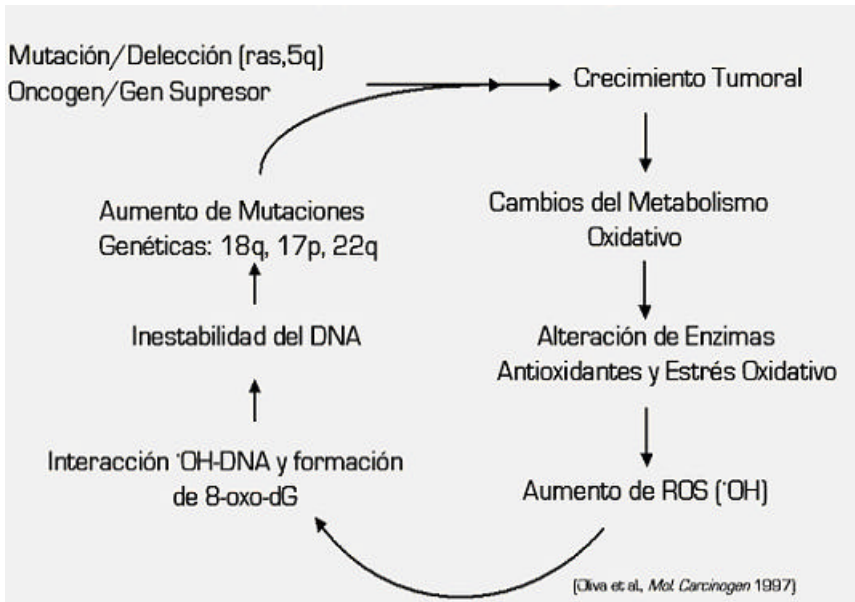 Mutación/Delección (ras,5q)
Oncogen/Gen Supresor
Crecimiento Tumoral
Cambios del Metabolismo
Oxidativo
Alteración de Enzimas
Antioxidantes y Estrés Oxidativo
Aumento de ROS (˙OH)
Interacción ˙OH-DNA y formación
de 8-oxo-dG
Inestabilidad del DNA
Aumento de Mutaciones
Genéticas: 18q, 17p, 22q
(Oliva et al., Mol. Carcinogen 1997)